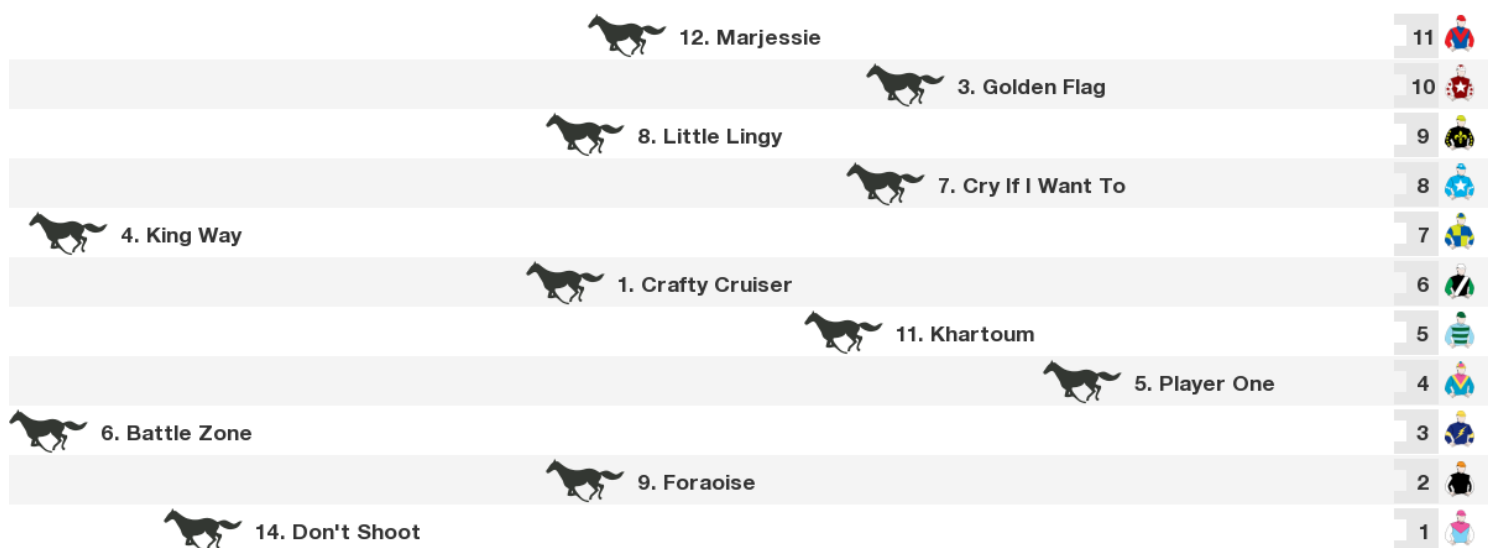 12. Marjessie 11
3. Golden Flag 10
8. Little Lingy 9
7. Cry If I Want To 8
4. King Way 7
1. Crafty Cruiser 6
11. Khartoum 5
5. Player One 4
6. Battle Zone 3
9. Foraoise 2
14. Don't Shoot 1